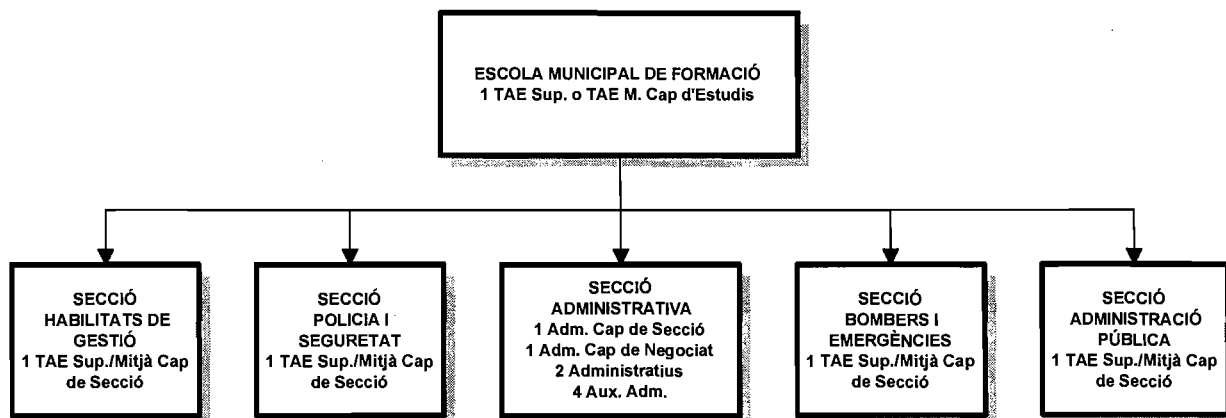 ESCOLA MUNICIPAL DE FORMACIÓ
1 TAE Sup. o TAE M. Cap d'Estudis
SECCIÓ
HABILITATS DE
GESTIÓ
1 TAE Sup./Mitjà Cap
de Secció
SECCIÓ
POLICIA I
SEGURETAT
1 TAE Sup./Mitjà Cap
de Secció
SECCIÓ
ADMINISTRATIVA
1 Adm. Cap de Secció
1 Adm. Cap de Negociat
2 Administratius
4 Aux. Adm.
SECCIÓ
BOMBERS I
EMERGÈNCIES
1 TAE Sup./Mitjà Cap
de Secció
SECCIÓ
ADMINISTRACIÓ
PÚBLICA
1 TAE Sup./Mitjà Cap
de Secció